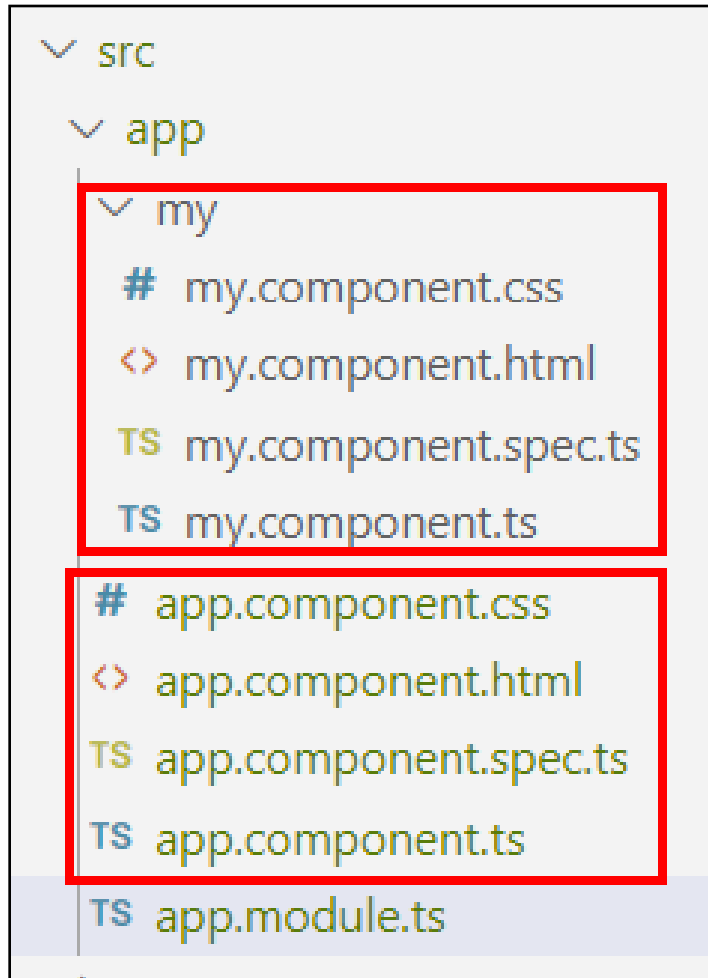 src
app
my
# my.component.css
<> my.component.html
TS my.component.spec.ts
TS my.component.ts
# app.component.css
<> app.component.html
TS app.component.spec.ts
TS app.component.ts
TS app.module.ts